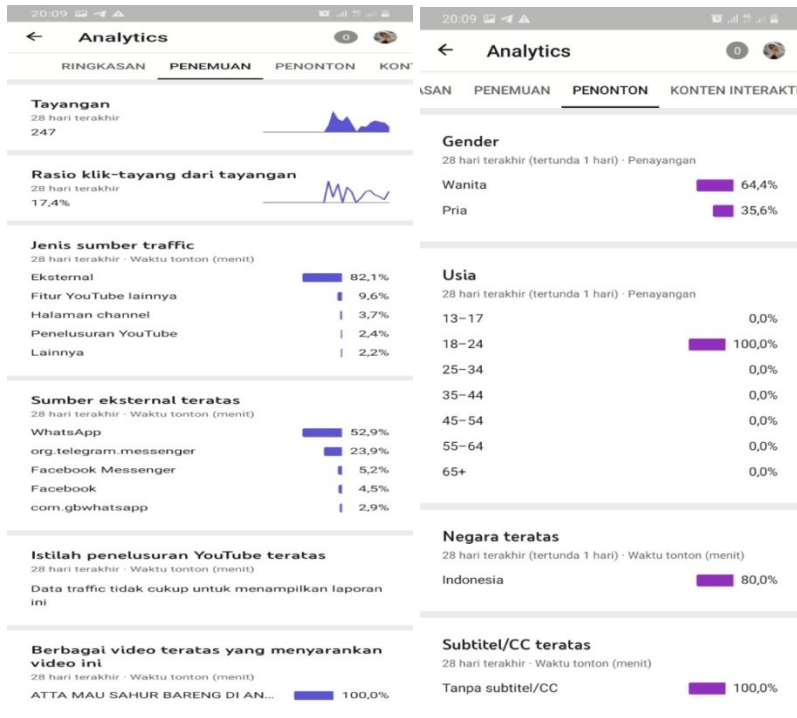 20:09
Analytics
0
RINGKASAN PENEMUAN PENONTON KONT
Tayangan
28 hari terakhir
247
Rasio klik-tayang dari tayangan
28 hari terakhir
17,4%
Jenis sumber traffic
28 hari terakhir · Waktu tonton (menit)
Eksternal 82,1%
Fitur YouTube lainnya 9,6%
Halaman channel 3,7%
Penelusuran YouTube 2,4%
Lainnya 2,2%
Sumber eksternal teratas
28 hari terakhir · Waktu tonton (menit)
WhatsApp 52,9%
org.telegram.messenger 23,9%
Facebook Messenger 5,2%
Facebook 4,5%
com.gbwhatsapp 2,9%
Istilah penelusuran YouTube teratas
28 hari terakhir · Waktu tonton (menit)
Data traffic tidak cukup untuk menampilkan laporan
ini
Berbagai video teratas yang menyarankan
video ini
28 hari terakhir · Waktu tonton (menit)
ATTA MAU SAHUR BARENG DI AN... 100,0%
20:09
Analytics
0
ASAN PENEMUAN PENONTON KONTEN INTERAKTI
Gender
28 hari terakhir (tertunda 1 hari) · Penayangan
Wanita 64,4%
Pria 35,6%
Usia
28 hari terakhir (tertunda 1 hari) · Penayangan
13–17 0,0%
18–24 100,0%
25–34 0,0%
35–44 0,0%
45–54 0,0%
55–64 0,0%
65+ 0,0%
Negara teratas
28 hari terakhir (tertunda 1 hari) · Waktu tonton (menit)
Indonesia 80,0%
Subtitel/CC teratas
28 hari terakhir · Waktu tonton (menit)
Tanpa subtitel/CC 100,0%